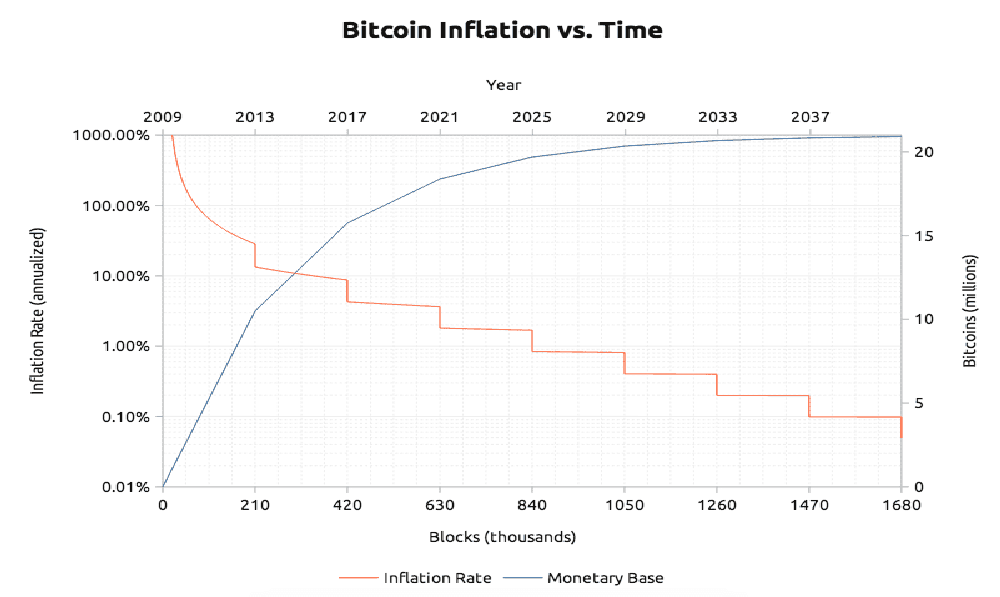 Bitcoin Inflation vs. Time
Year
2009 2013 2017 2021 2025 2029 2033 2037
1000.00%
100.00%
10.00%
1.00%
0.10%
0.01%
Inflation Rate (annualized)
20
15
10
5
0
Bitcoins (millions)
0 210 420 630 840 1050 1260 1470 1680
Blocks (thousands)
Inflation Rate Monetary Base